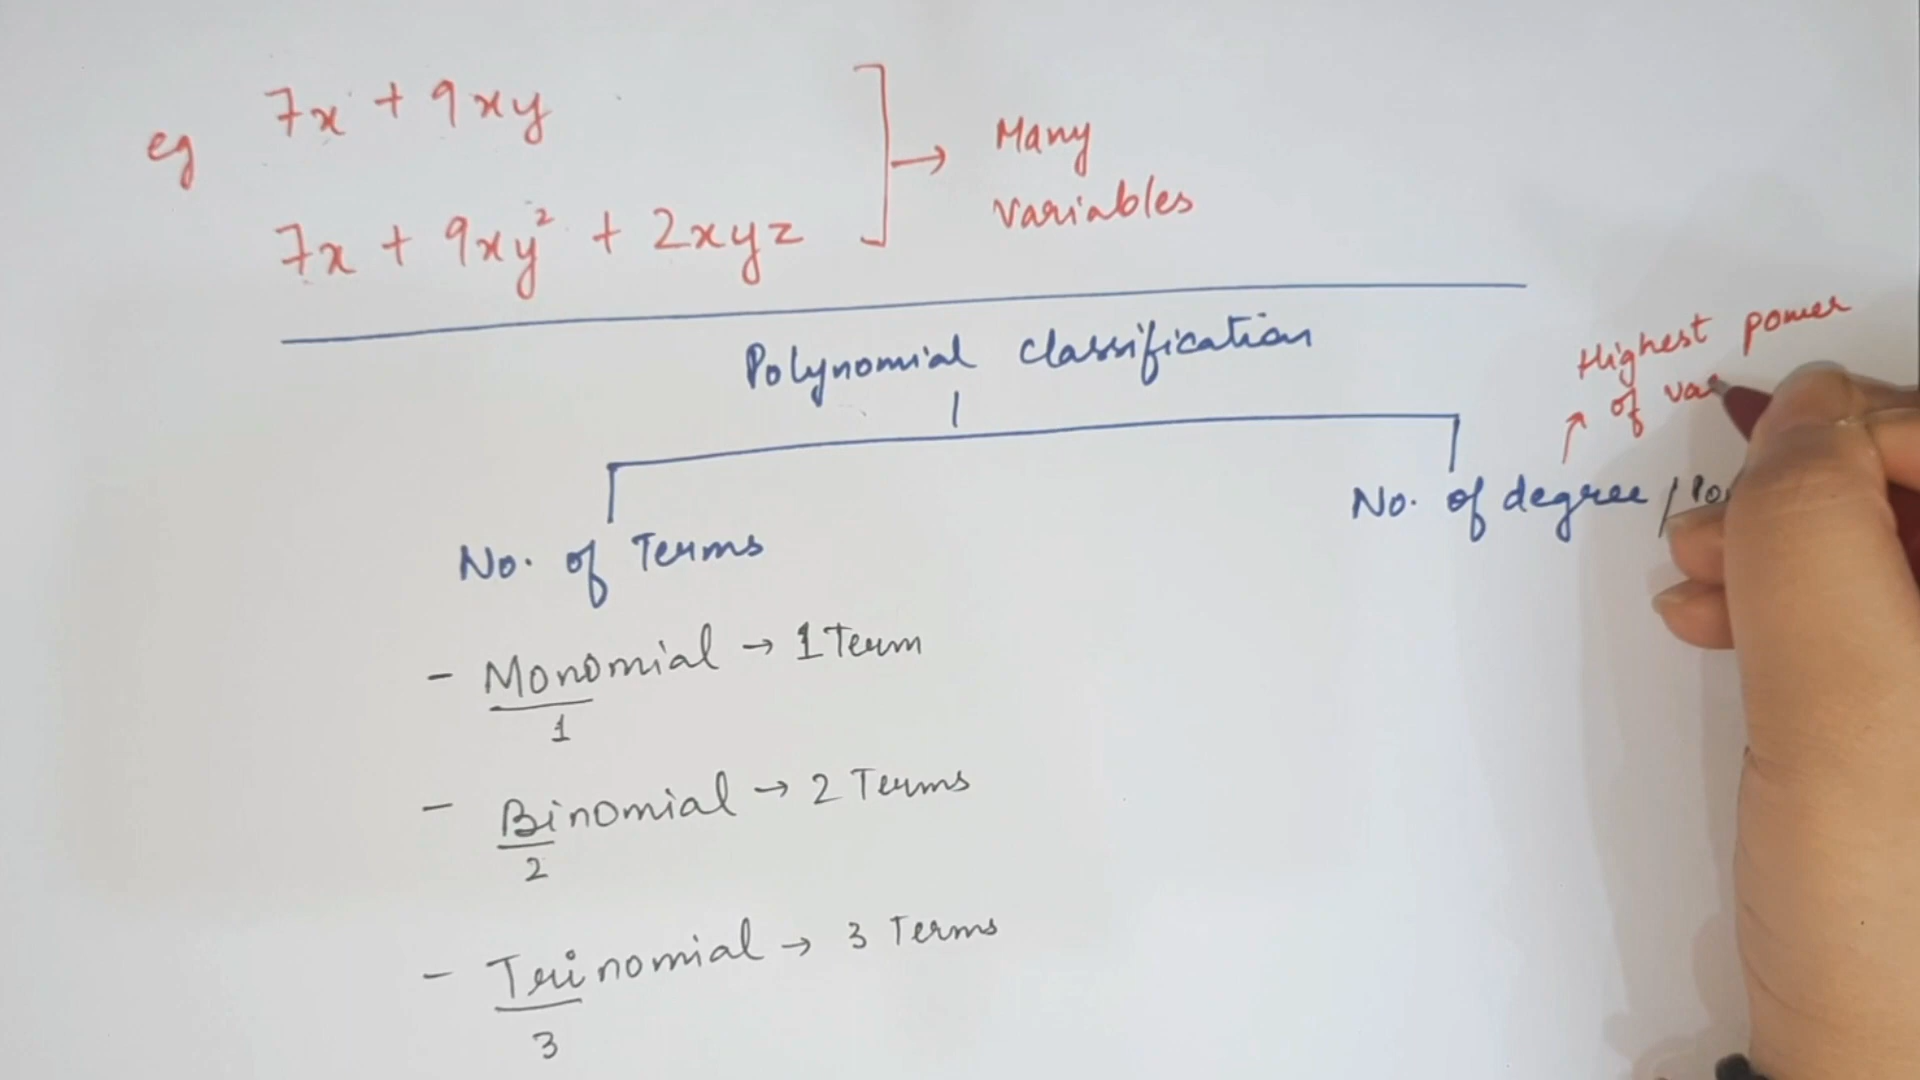 eg 7x + 9xy
7x + 9xy² + 2xyz
→ Many
variables
Polynomial classification
Highest power
of
No. of Terms
No. of degree /
- Monomial → 1 Term
1
- Binomial → 2 Terms
2
- Trinomial → 3 Terms
3